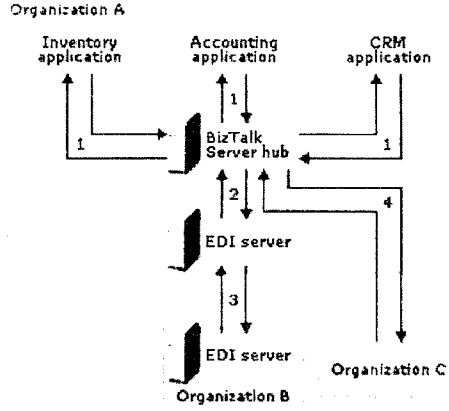 Organization A
Inventory
application
Accounting
application
CRM
application
1
1
1
BizTalk
Server hub
2
4
EDI server
3
EDI server
Organization C
Organization B